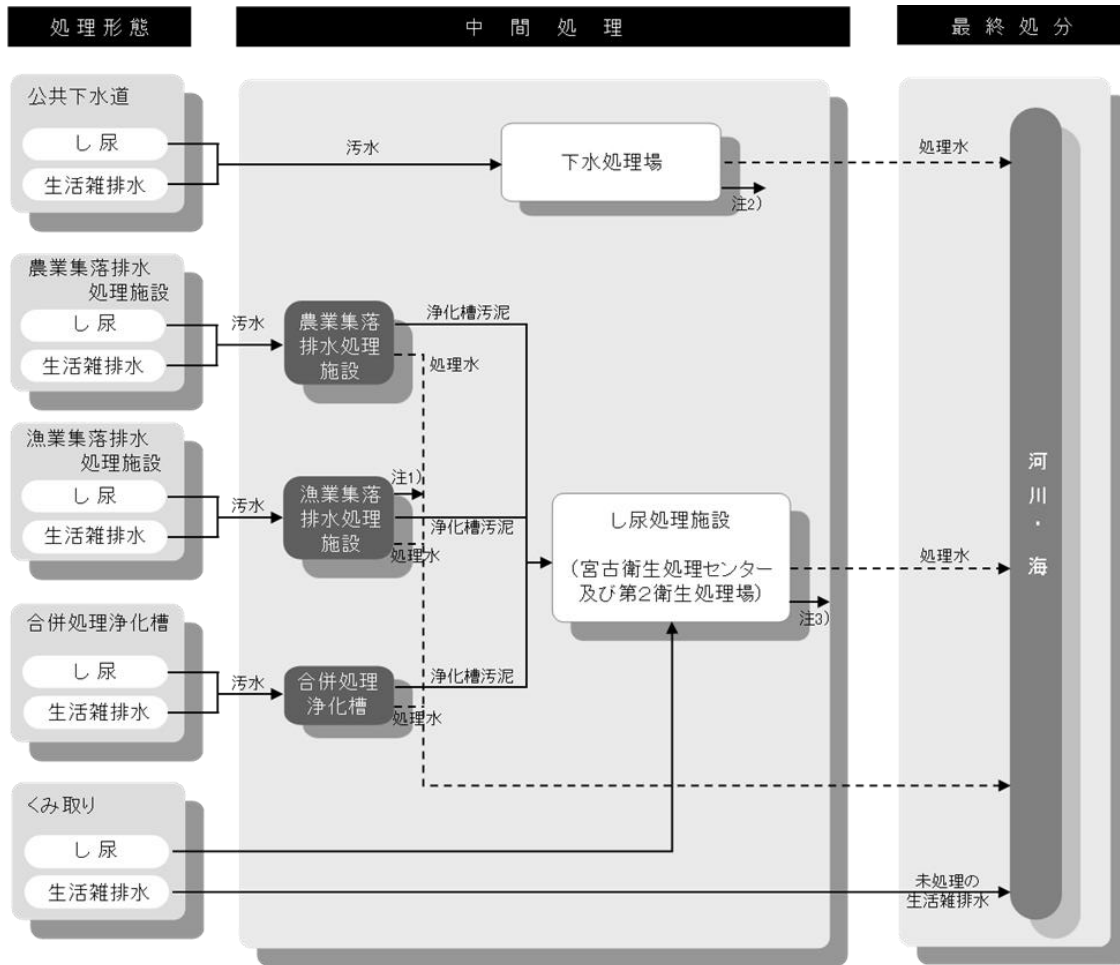 処理形態
中間処理
最終処分
公共下水道
し尿
生活雑排水
汚水
下水処理場
注2)
処理水
農業集落排水
処理施設
し尿
生活雑排水
汚水
農業集落
排水処理
施設
浄化槽汚泥
処理水
漁業集落排水
処理施設
し尿
生活雑排水
汚水
漁業集落
排水処理
施設
注1)
浄化槽汚泥
処理水
し尿処理施設
(宮古衛生処理センター
及び第2衛生処理場)
注3)
処理水
河川・海
合併処理浄化槽
し尿
生活雑排水
汚水
合併処理
浄化槽
浄化槽汚泥
処理水
くみ取り
し尿
生活雑排水
未処理の
生活雑排水